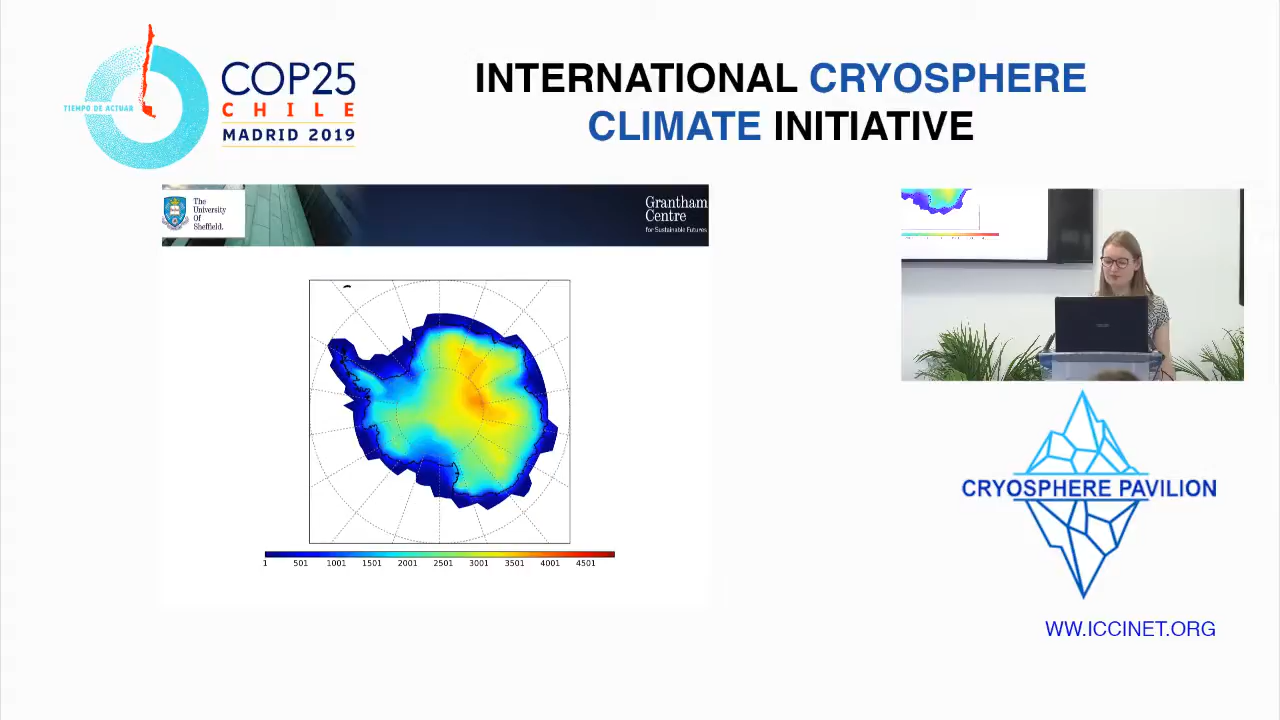 COP25
CHILE
MADRID 2019
TIEMPO DE ACTUAR
INTERNATIONAL CRYOSPHERE
CLIMATE INITIATIVE
The
University
Of
Sheffield.
Grantham
Centre
for Sustainable Futures
1 501 1001 1501 2001 2501 3001 3501 4001 4501
CRYOSPHERE PAVILION
WW.ICCINET.ORG